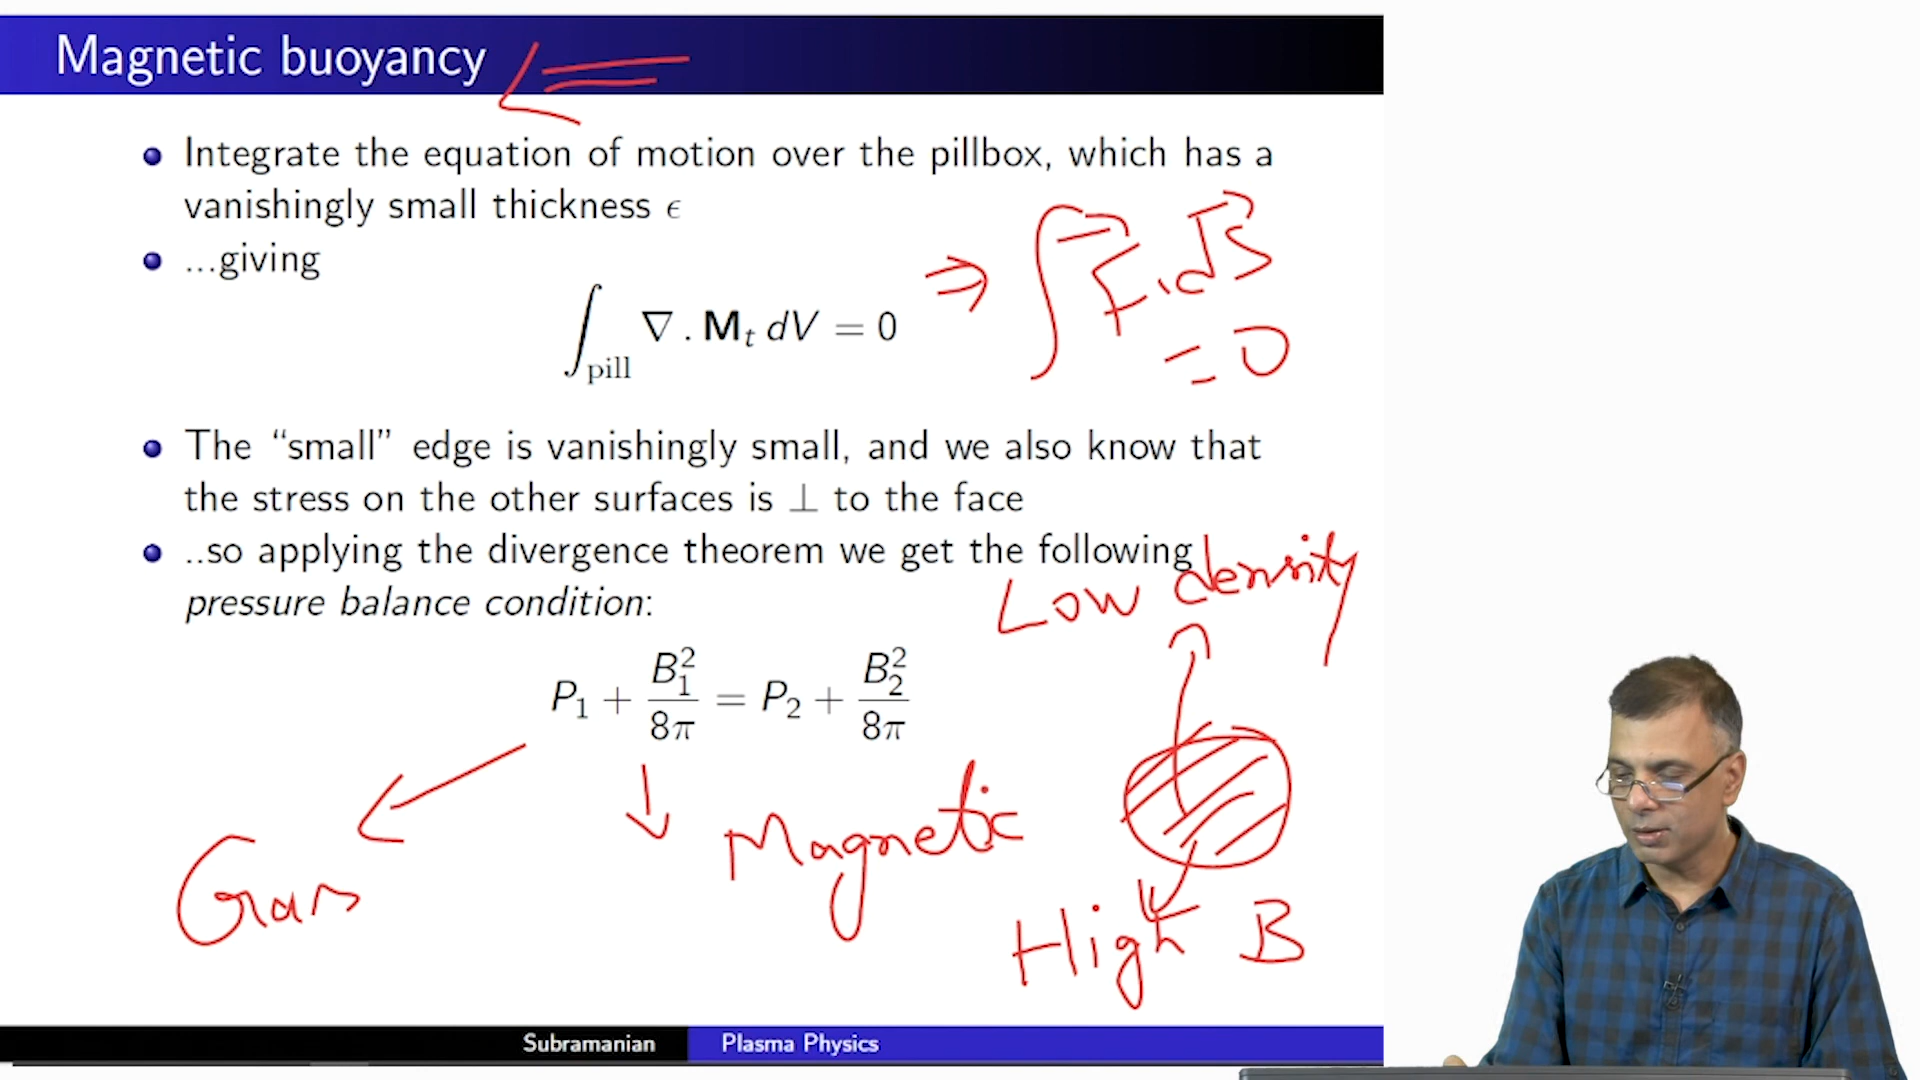 Magnetic buoyancy
Integrate the equation of motion over the pillbox, which has a
vanishingly small thickness ϵ
...giving
∫pill ∇ . Mt dV = 0
⇒ ∫ F . dS
= 0
The “small” edge is vanishingly small, and we also know that
the stress on the other surfaces is ⊥ to the face
..so applying the divergence theorem we get the following
pressure balance condition:
Low density
P1 + B1²/8π = P2 + B2²/8π
Gas
Magnetic
High B
Subramanian
Plasma Physics